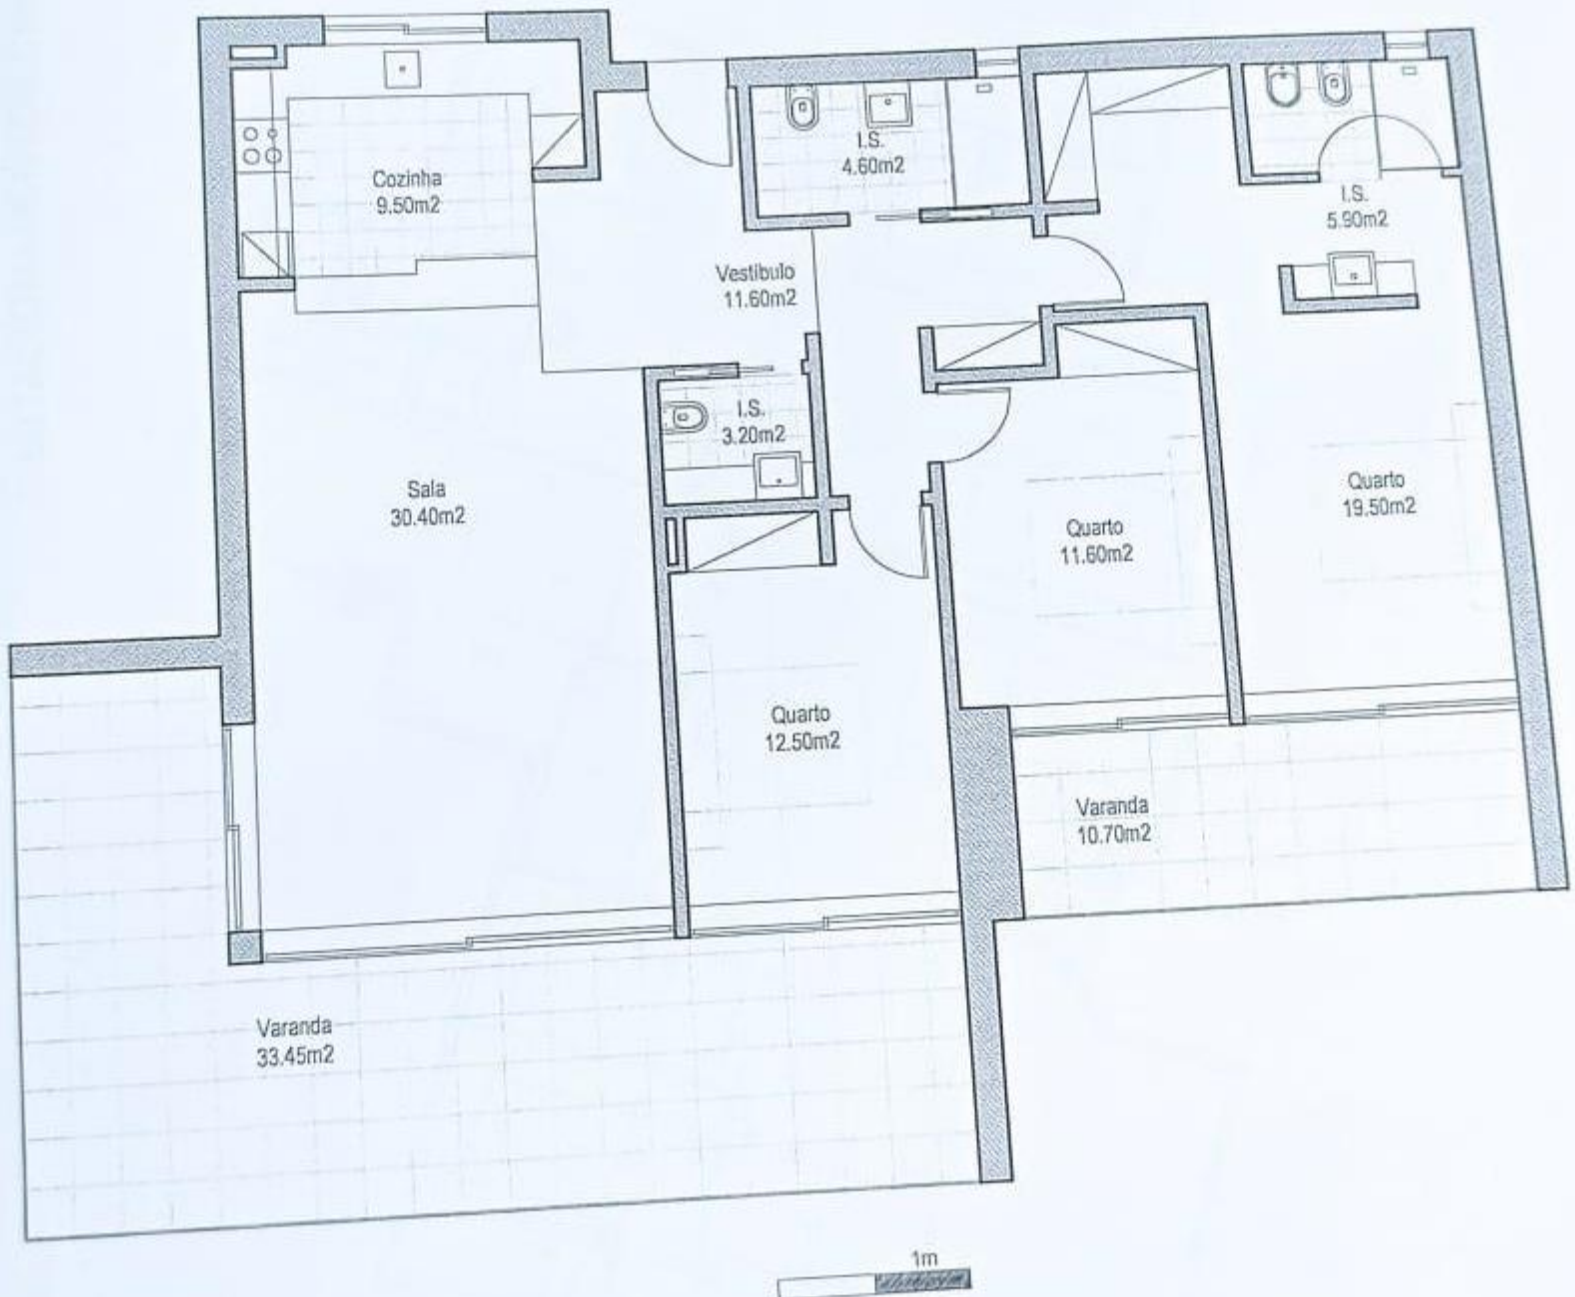 Cozinha
9.50m2
I.S.
4.60m2
I.S.
5.90m2
Vestíbulo
11.60m2
I.S.
3.20m2
Sala
30.40m2
Quarto
19.50m2
Quarto
11.60m2
Quarto
12.50m2
Varanda
10.70m2
Varanda
33.45m2
1m